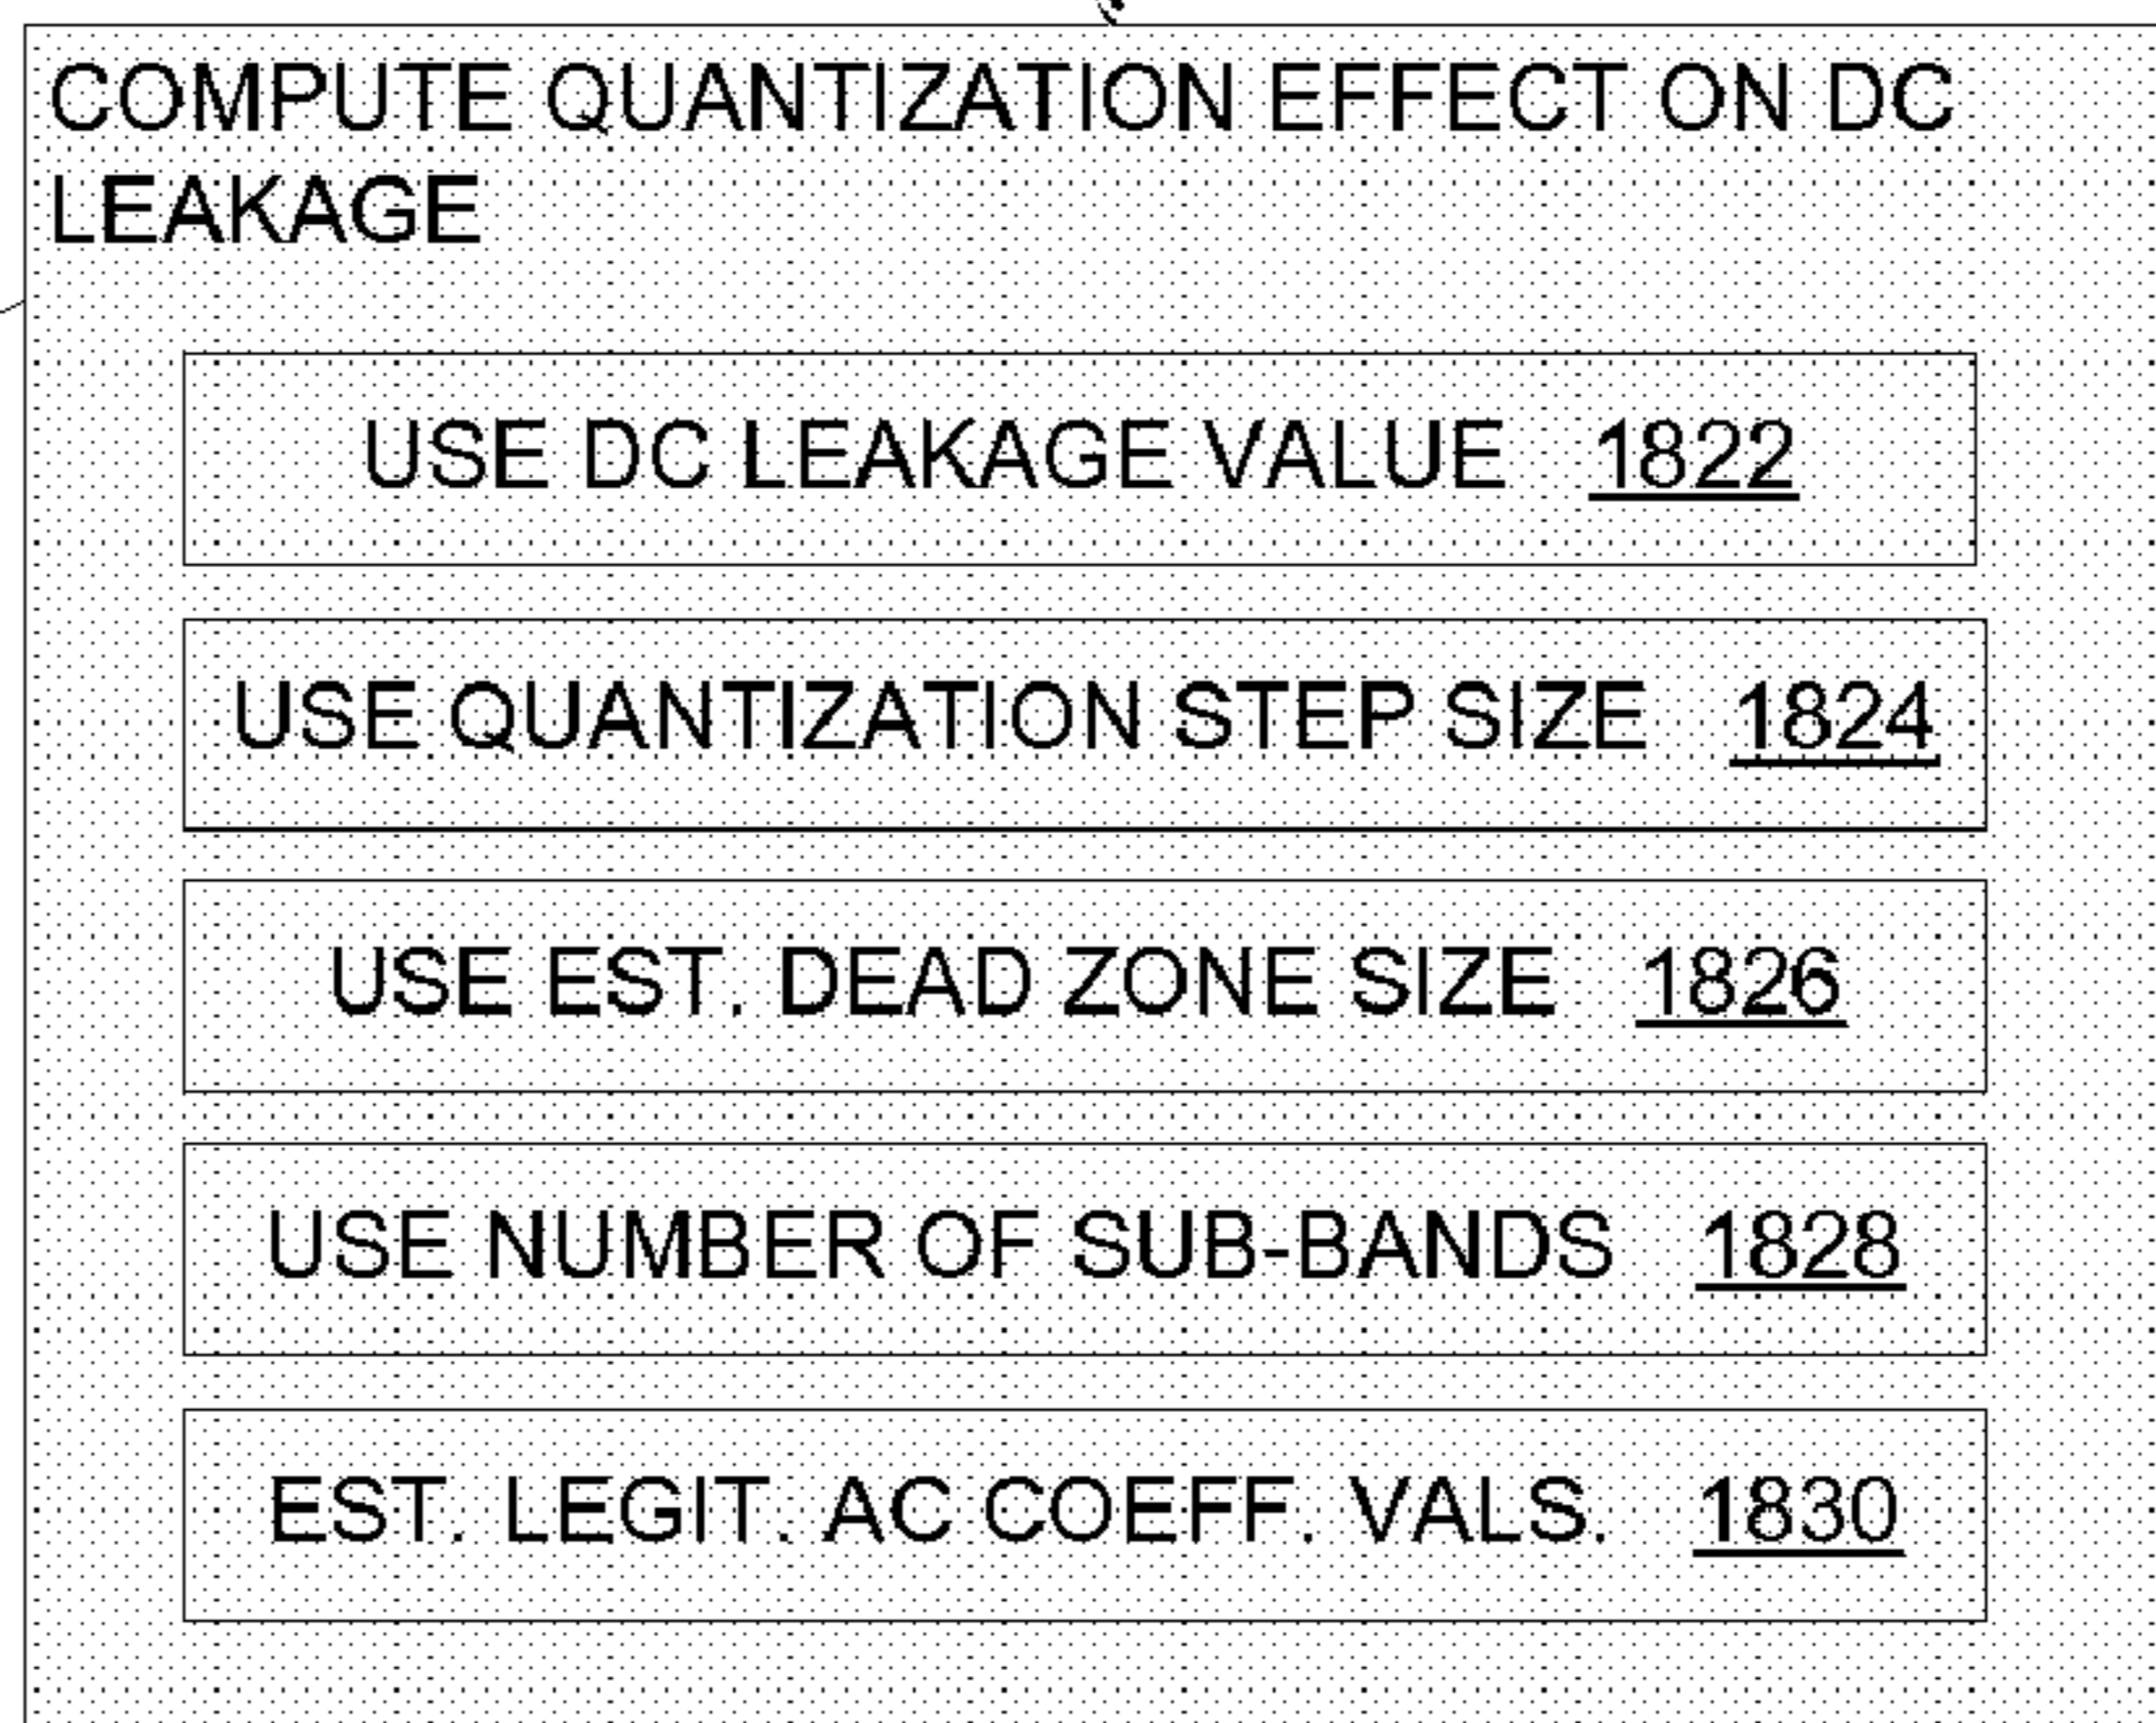 COMPUTE QUANTIZATION EFFECT ON DC
LEAKAGE
USE DC LEAKAGE VALUE 1822
USE QUANTIZATION STEP SIZE 1824
USE EST. DEAD ZONE SIZE 1826
USE NUMBER OF SUB-BANDS 1828
EST. LEGIT. AC COEFF. VALS. 1830